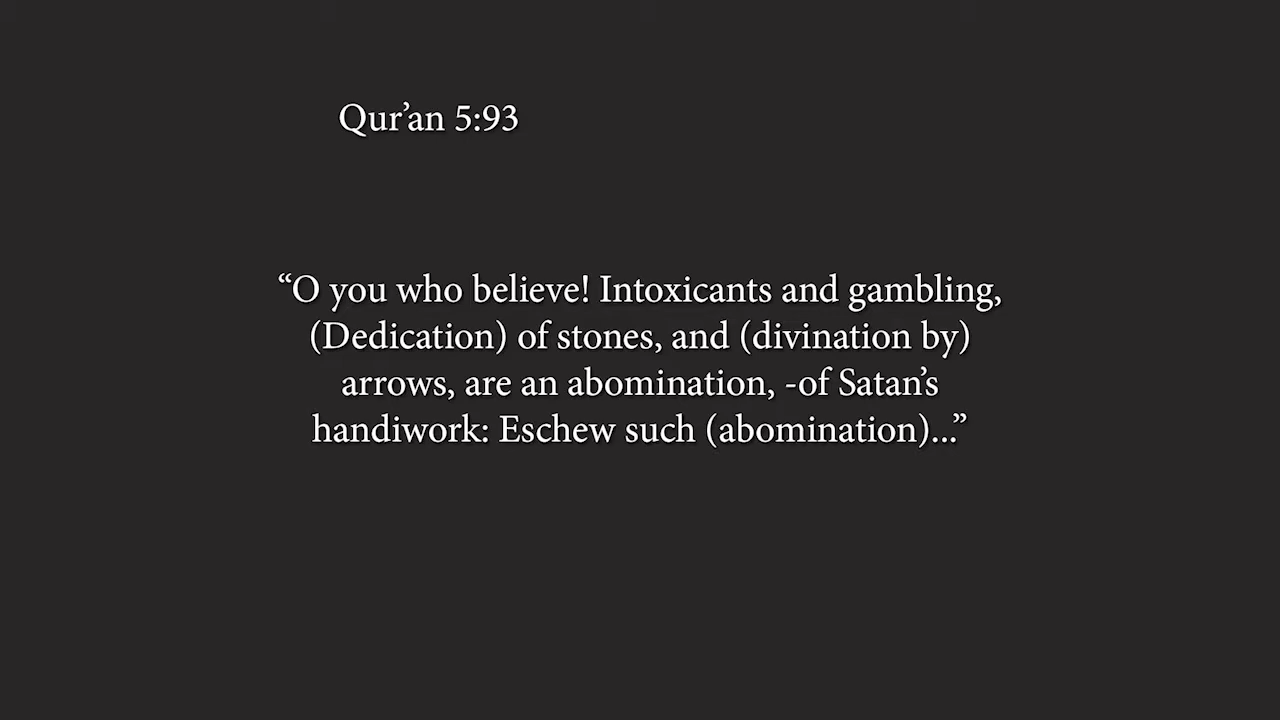 Qur’an 5:93
“O you who believe! Intoxicants and gambling,
(Dedication) of stones, and (divination by)
arrows, are an abomination, -of Satan’s
handiwork: Eschew such (abomination)...”